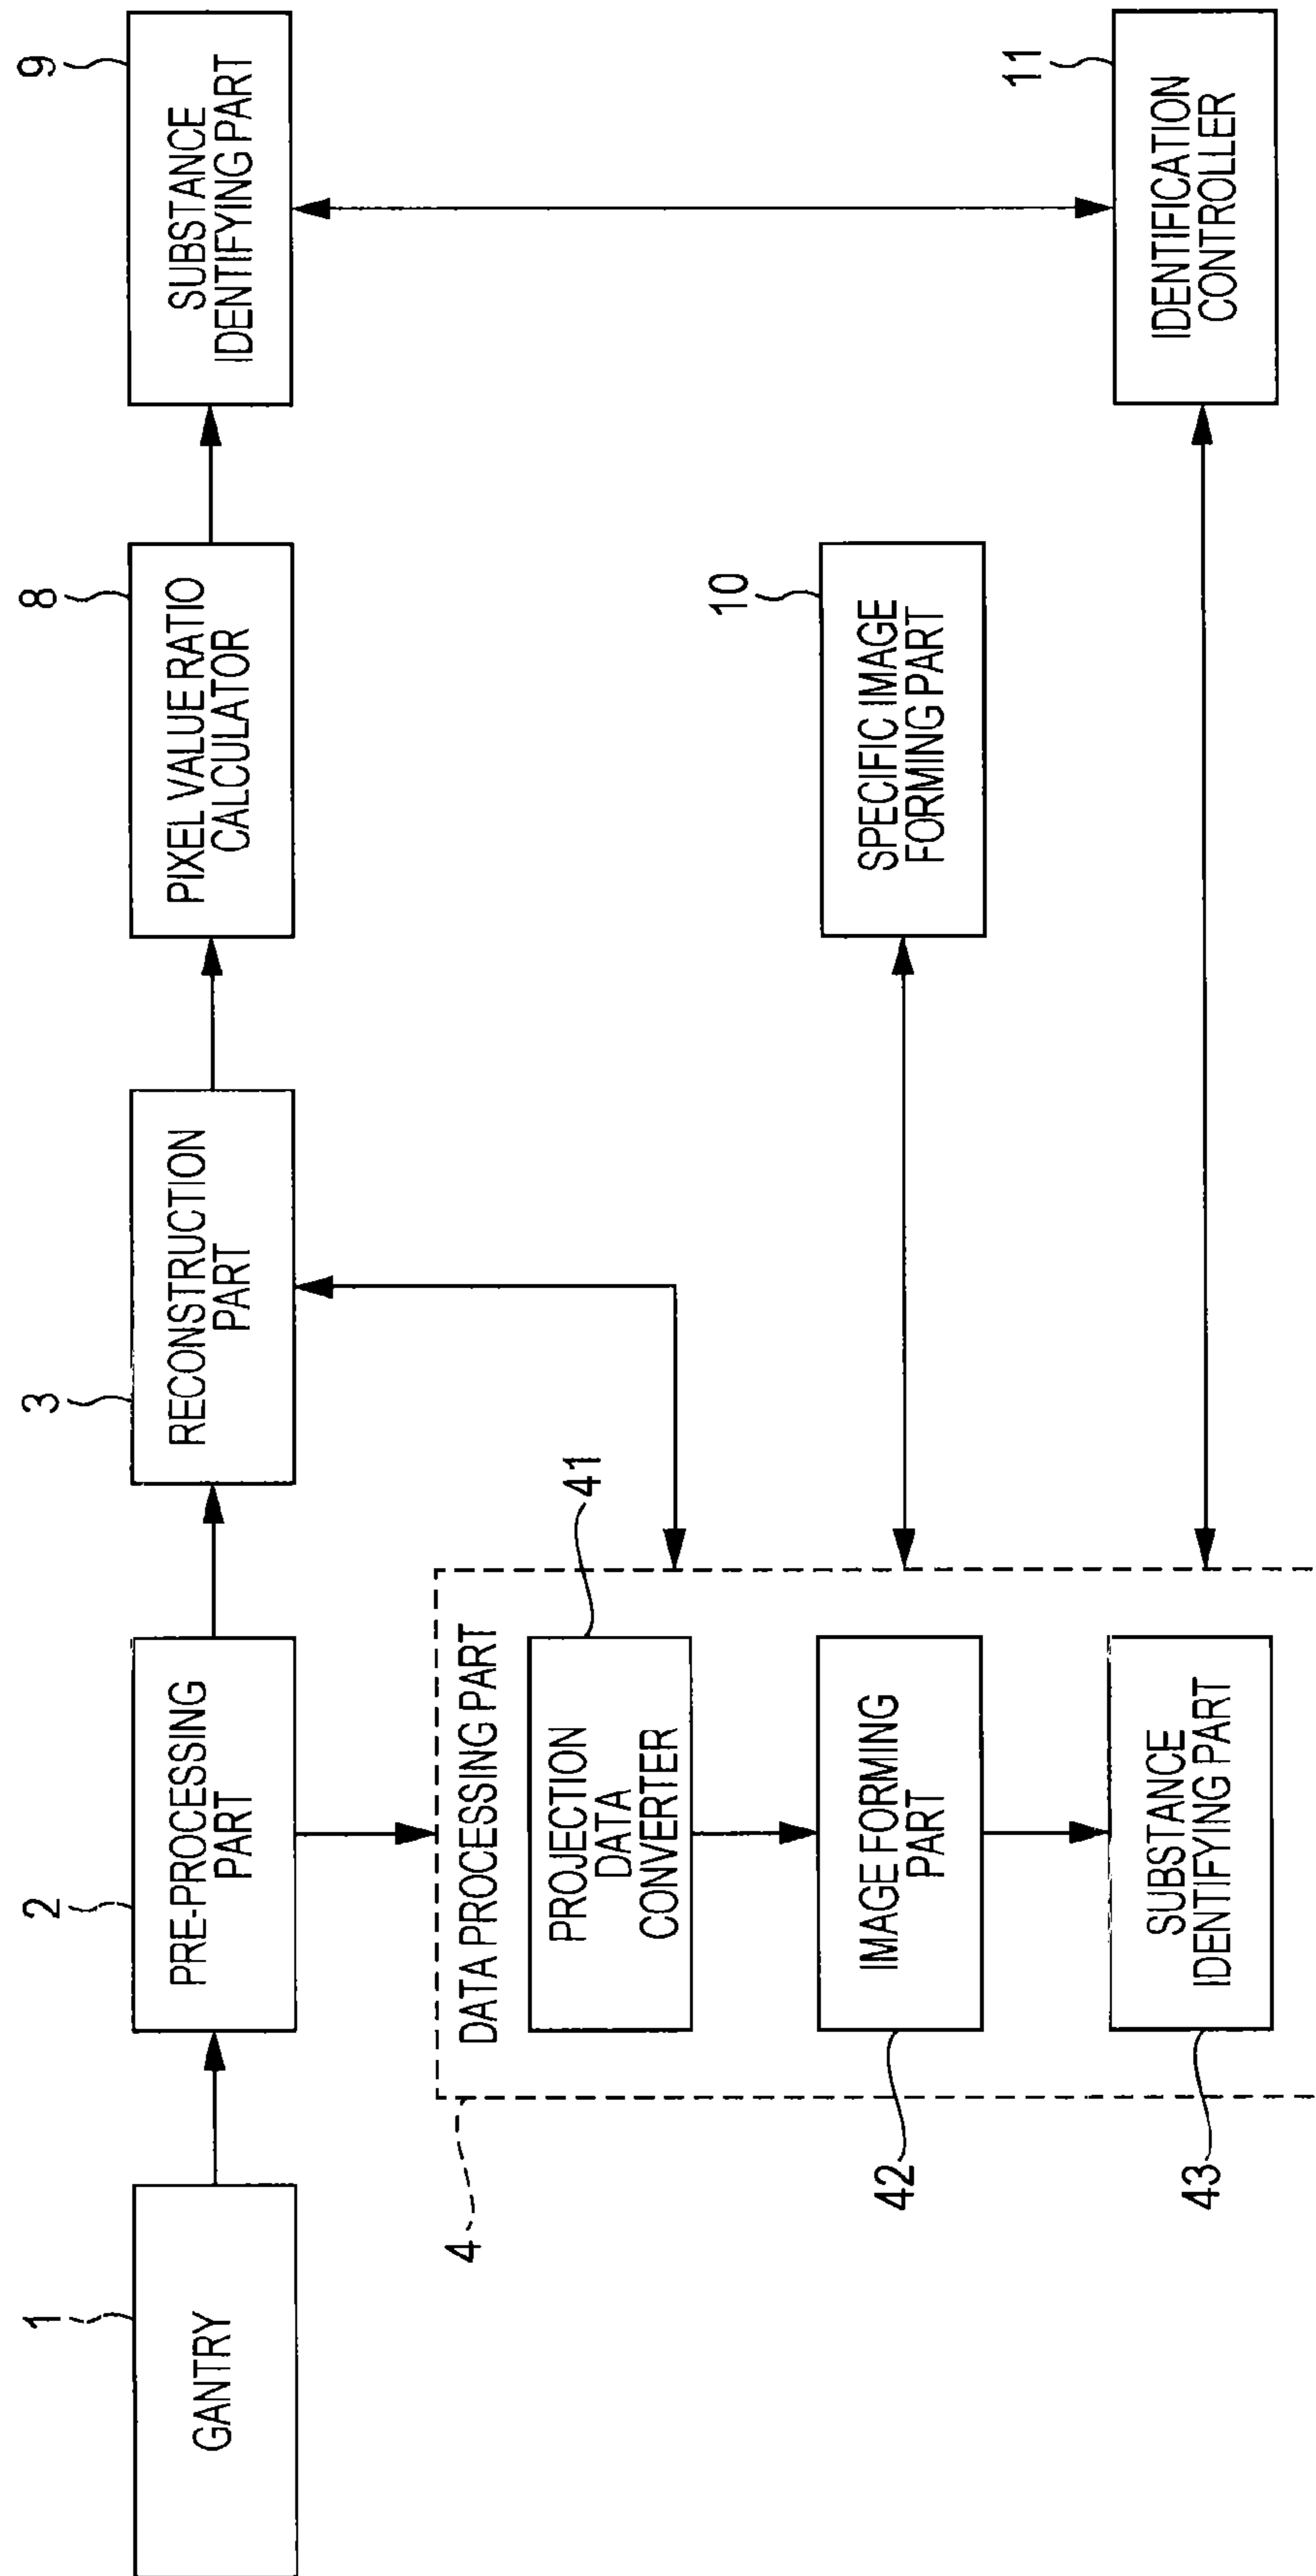 1
GANTRY
2
PRE-PROCESSING
PART
3
RECONSTRUCTION
PART
8
PIXEL VALUE RATIO
CALCULATOR
9
SUBSTANCE
IDENTIFYING PART
4
DATA PROCESSING PART
41
PROJECTION
DATA
CONVERTER
42
IMAGE FORMING
PART
43
SUBSTANCE
IDENTIFYING PART
10
SPECIFIC IMAGE
FORMING PART
11
IDENTIFICATION
CONTROLLER